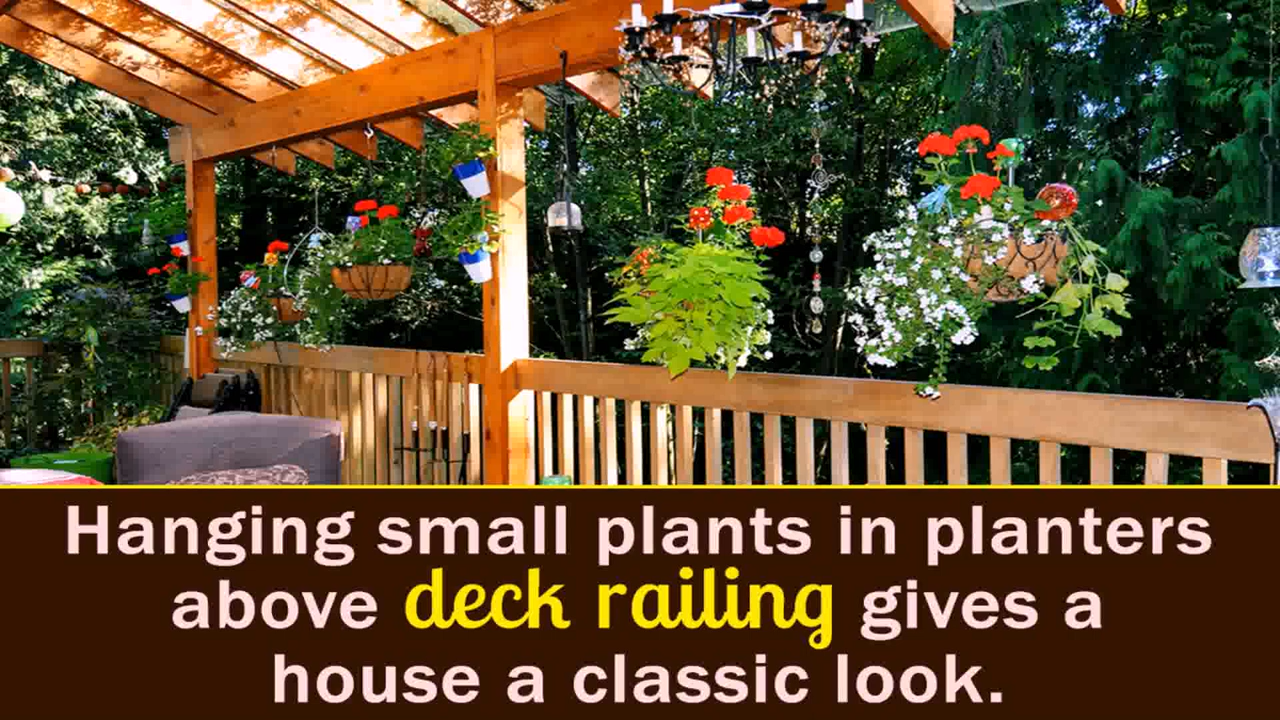 Hanging small plants in planters
above deck railing gives a
house a classic look.